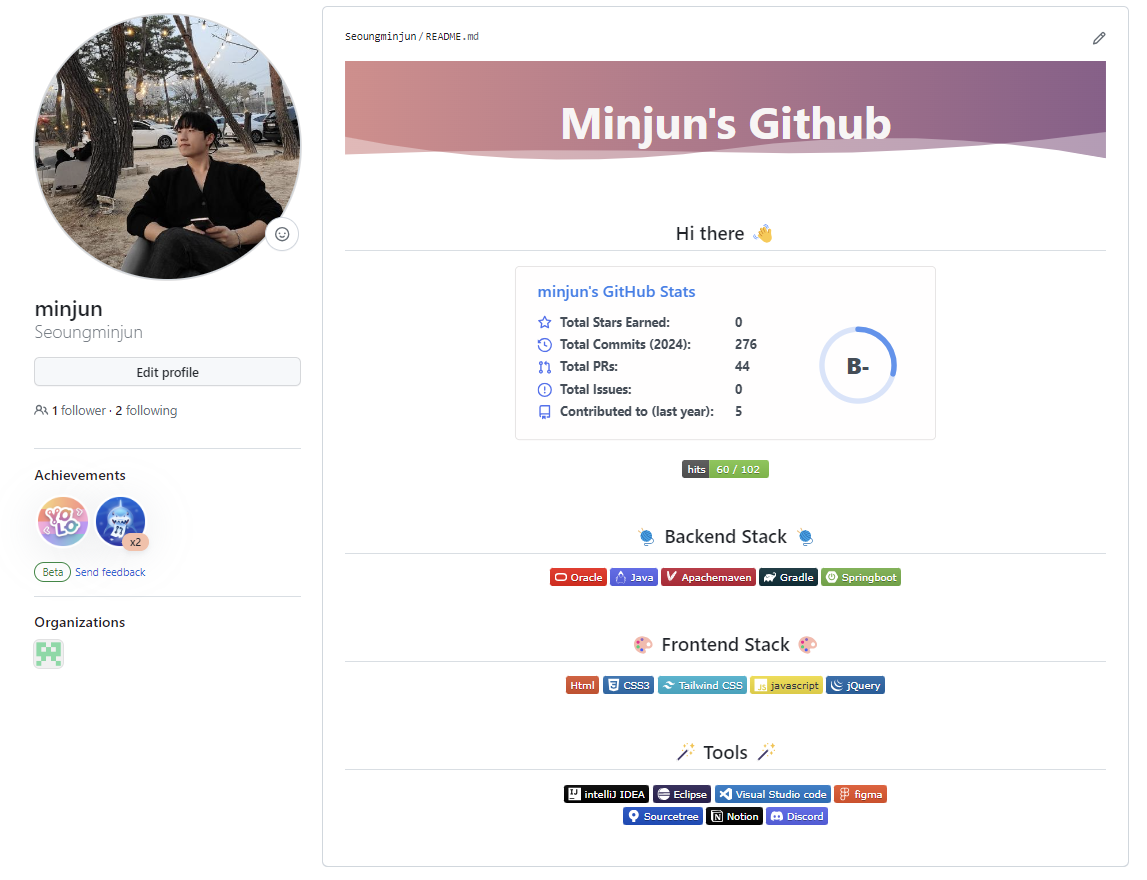 minjun
Seoungminjun
Edit profile
1 follower · 2 following
Achievements
YOLO
x2
Beta Send feedback
Organizations
Seoungminjun/README.md
Minjun's Github
Hi there 👋
minjun's GitHub Stats
Total Stars Earned: 0
Total Commits (2024): 276
Total PRs: 44
Total Issues: 0
Contributed to (last year): 5
B-
hits 60 / 102
Backend Stack
Oracle Java Apachemaven Gradle Springboot
Frontend Stack
Html CSS3 Tailwind CSS JS javascript jQuery
Tools
IJ intelliJ IDEA Eclipse Visual Studio code figma
Sourcetree N Notion Discord